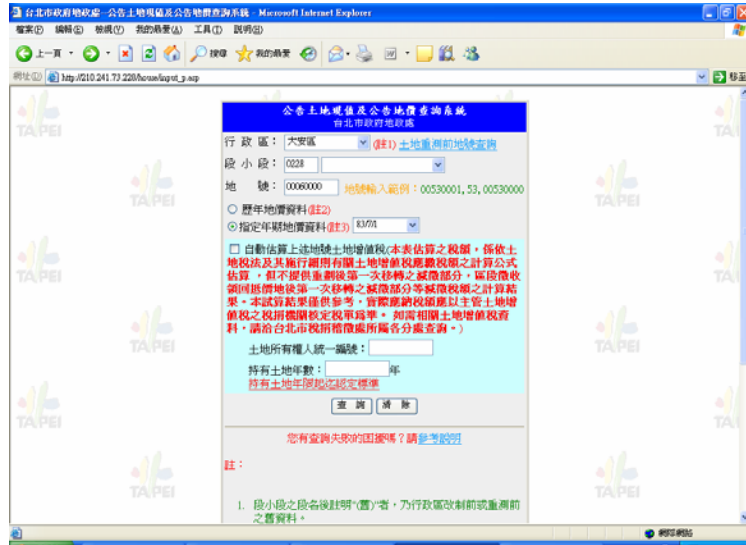 台北市政府地政處--公告土地現值及公告地價查詢系統 - Microsoft Internet Explorer
檔案(F) 編輯(E) 檢視(V) 我的最愛(A) 工具(T) 說明(H)
上一頁 搜尋 我的最愛
網址(D) http://210.241.73.228/house/input_p.asp 移至
公告土地現值及公告地價查詢系統
台北市政府地政處
行 政 區： 大安區 (註1) 土地重測前地號查詢
段 小 段： 0228
地 號： 00060000 地號輸入範例：00530001, 53, 00530000
歷年地價資料(註2)
指定年期地價資料(註3) 83/7/1
自動估算上述地號土地增值稅(本表估算之稅額，係依土
地稅法及其施行細則有關土地增值稅應徵稅額之計算公式
估算 ，但不提供重劃後第一次移轉之減徵部分，區段徵收
領回抵價地後第一次移轉之減徵部分等減徵稅額之計算結
果。本試算結果僅供參考，實際應納稅額應以主管土地增
值稅之稅捐機關核定稅單為準。 如需相關土地增值稅資
料，請洽台北市稅捐稽徵處所屬各分處查詢。)
土地所有權人統一編號：
持有土地年數： 年
持有土地年限起迄認定標準
查 詢 清 除
您有查詢失敗的困擾嗎？請參考說明
註：
1. 段小段之段名後註明"(舊)"者，乃行政區改制前或重測前
之舊資料。
網際網路
TAIPEI
TAIPEI
TAIPEI
TAIPEI
TAIPEI
TAIPEI